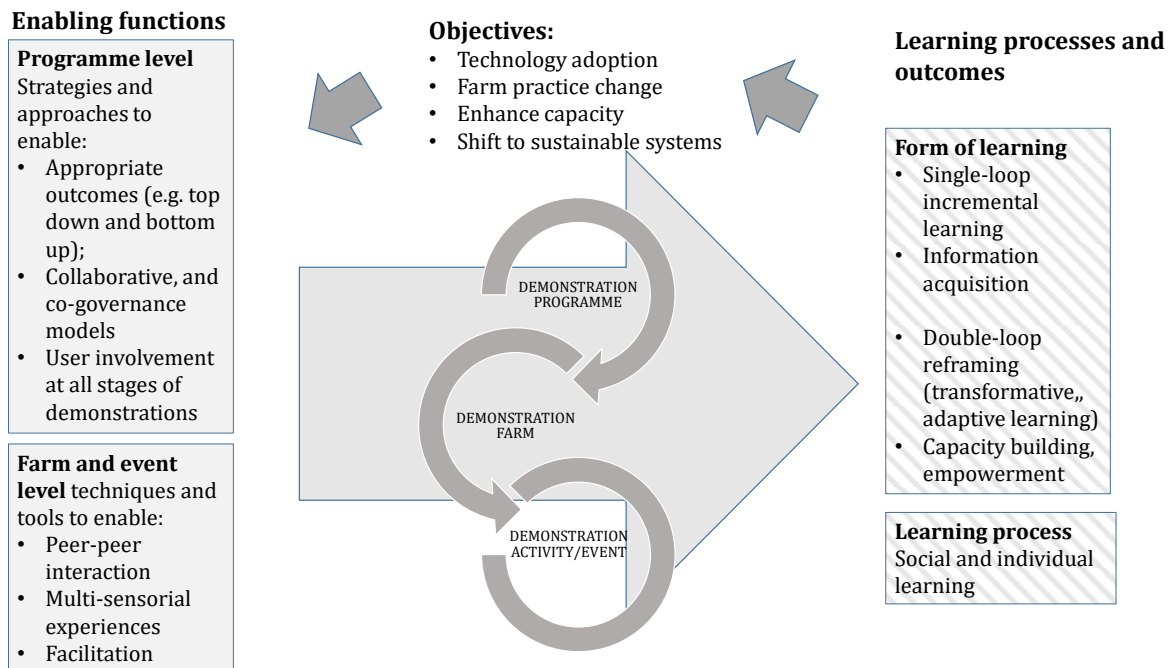 Enabling functions
Programme level
Strategies and
approaches to
enable:
• Appropriate
outcomes (e.g. top
down and bottom
up);
• Collaborative, and
co-governance
models
• User involvement
at all stages of
demonstrations
Farm and event
level techniques and
tools to enable:
• Peer-peer
interaction
• Multi-sensorial
experiences
• Facilitation
Objectives:
• Technology adoption
• Farm practice change
• Enhance capacity
• Shift to sustainable systems
DEMONSTRATION
PROGRAMME
DEMONSTRATION
FARM
DEMONSTRATION
ACTIVITY/EVENT
Learning processes and
outcomes
Form of learning
• Single-loop
incremental
learning
• Information
acquisition
• Double-loop
reframing
(transformative,,
adaptive learning)
• Capacity building,
empowerment
Learning process
Social and individual
learning